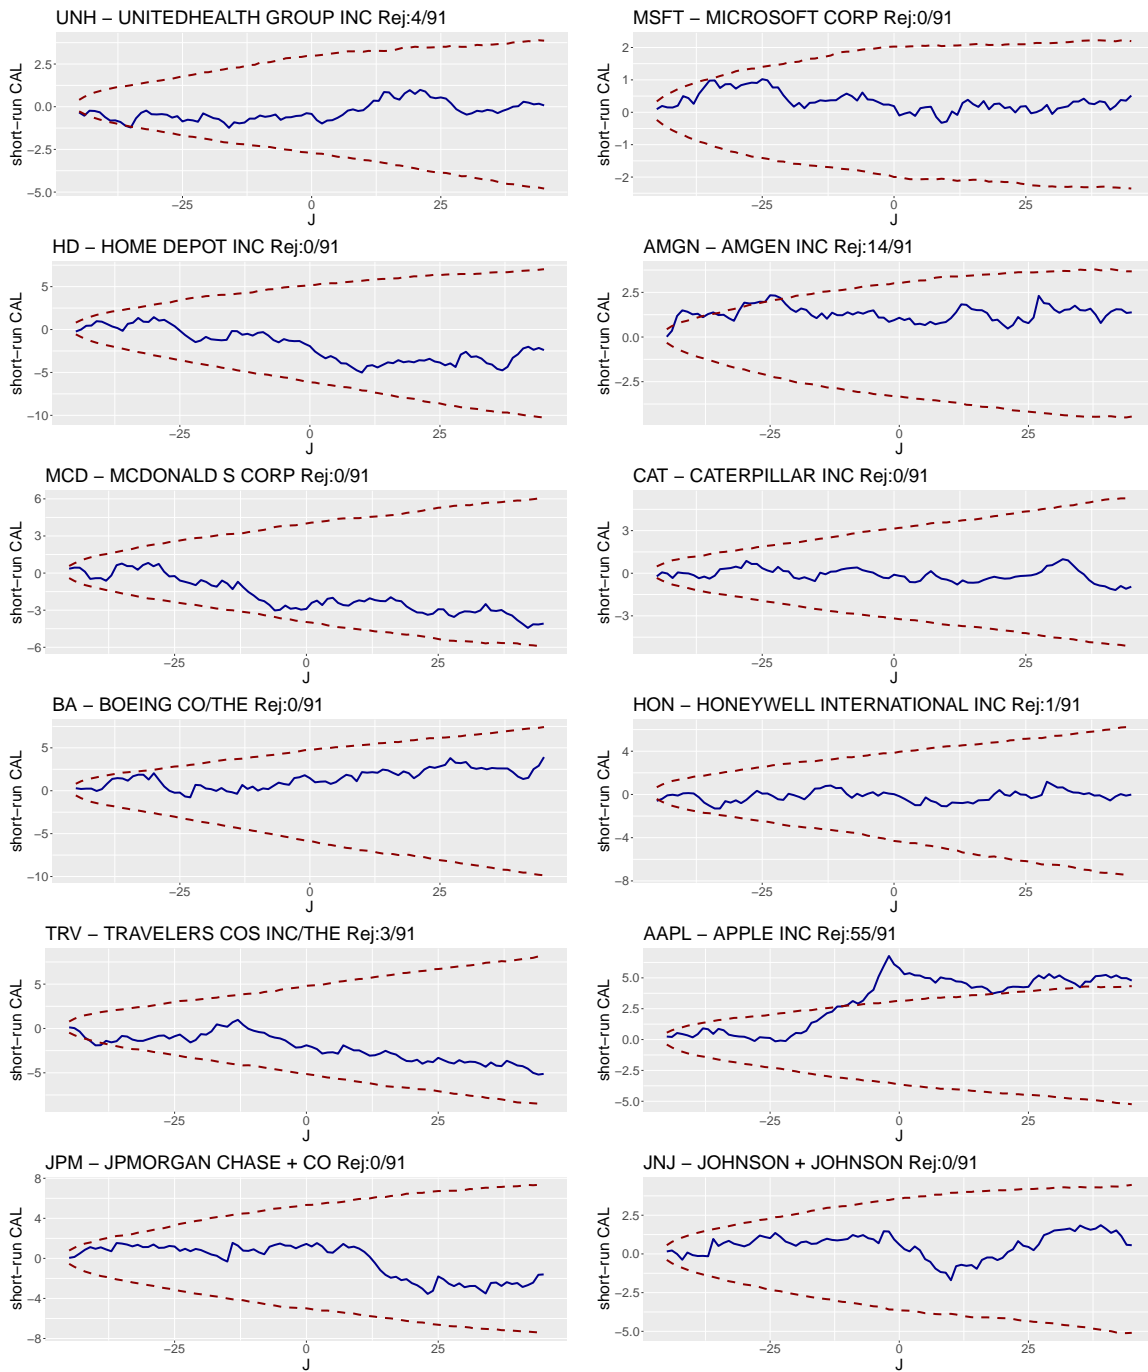 UNH − UNITEDHEALTH GROUP INC Rej:4/91
short−run CAL
2.5
0.0
−2.5
−5.0
−25
0
25
J
MSFT − MICROSOFT CORP Rej:0/91
short−run CAL
2
1
0
−1
−2
−25
0
25
J
HD − HOME DEPOT INC Rej:0/91
short−run CAL
5
0
−5
−10
−25
0
25
J
AMGN − AMGEN INC Rej:14/91
short−run CAL
2.5
0.0
−2.5
−25
0
25
J
MCD − MCDONALD S CORP Rej:0/91
short−run CAL
6
3
0
−3
−6
−25
0
25
J
CAT − CATERPILLAR INC Rej:0/91
short−run CAL
3
0
−3
−25
0
25
J
BA − BOEING CO/THE Rej:0/91
short−run CAL
5
0
−5
−10
−25
0
25
J
HON − HONEYWELL INTERNATIONAL INC Rej:1/91
short−run CAL
4
0
−4
−8
−25
0
25
J
TRV − TRAVELERS COS INC/THE Rej:3/91
short−run CAL
5
0
−5
−25
0
25
J
AAPL − APPLE INC Rej:55/91
short−run CAL
5.0
2.5
0.0
−2.5
−5.0
−25
0
25
J
JPM − JPMORGAN CHASE + CO Rej:0/91
short−run CAL
8
4
0
−4
−8
−25
0
25
J
JNJ − JOHNSON + JOHNSON Rej:0/91
short−run CAL
2.5
0.0
−2.5
−5.0
−25
0
25
J